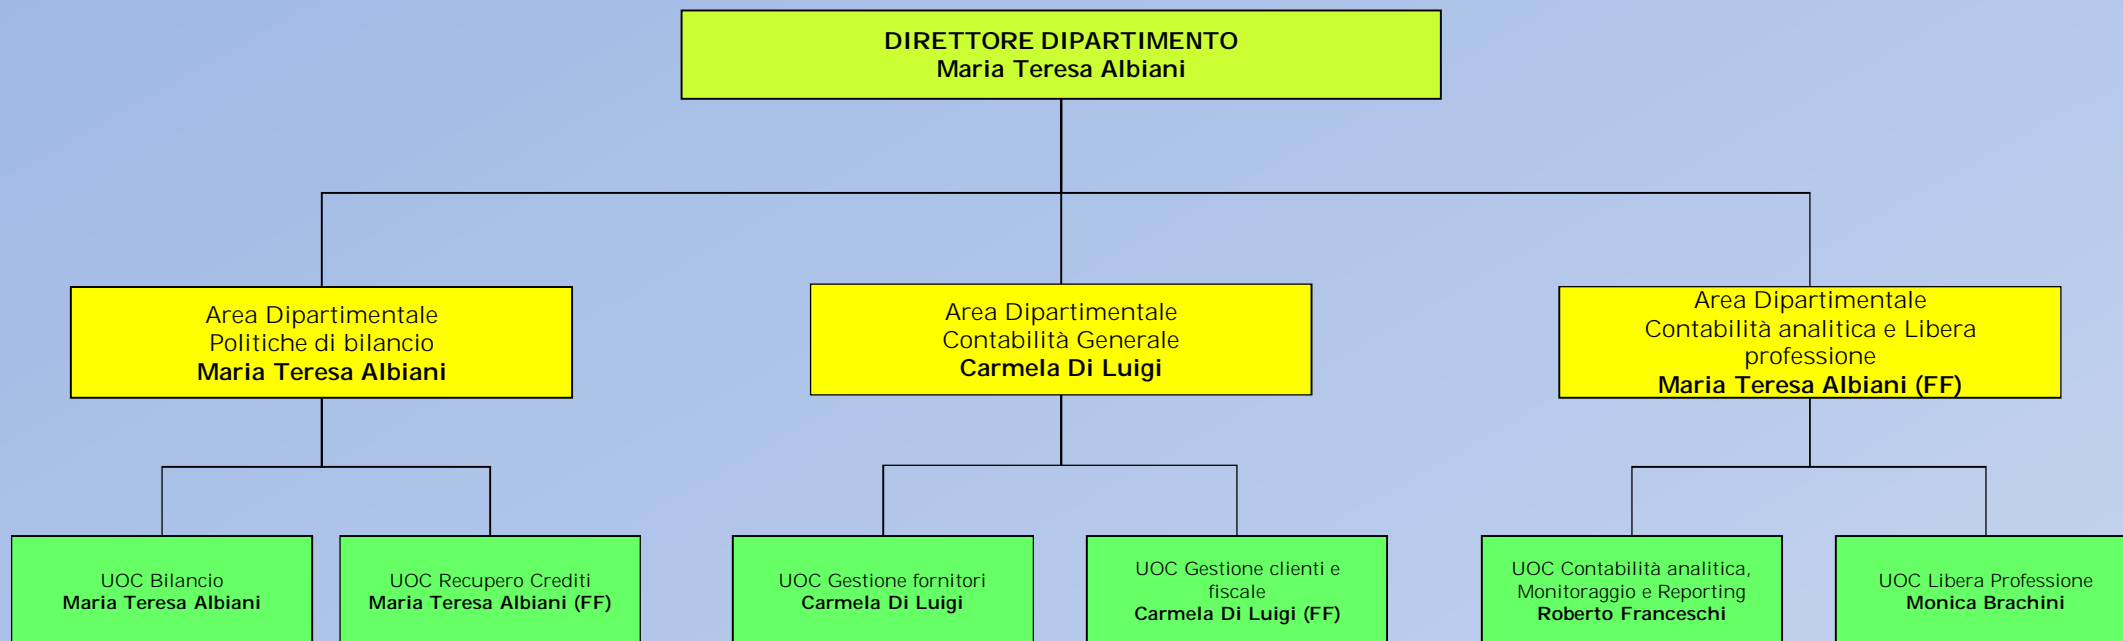 DIRETTORE DIPARTIMENTO
Maria Teresa Albiani
Area Dipartimentale
Politiche di bilancio
Maria Teresa Albiani
Area Dipartimentale
Contabilità Generale
Carmela Di Luigi
Area Dipartimentale
Contabilità analitica e Libera
professione
Maria Teresa Albiani (FF)
UOC Bilancio
Maria Teresa Albiani
UOC Recupero Crediti
Maria Teresa Albiani (FF)
UOC Gestione fornitori
Carmela Di Luigi
UOC Gestione clienti e
fiscale
Carmela Di Luigi (FF)
UOC Contabilità analitica,
Monitoraggio e Reporting
Roberto Franceschi
UOC Libera Professione
Monica Brachini